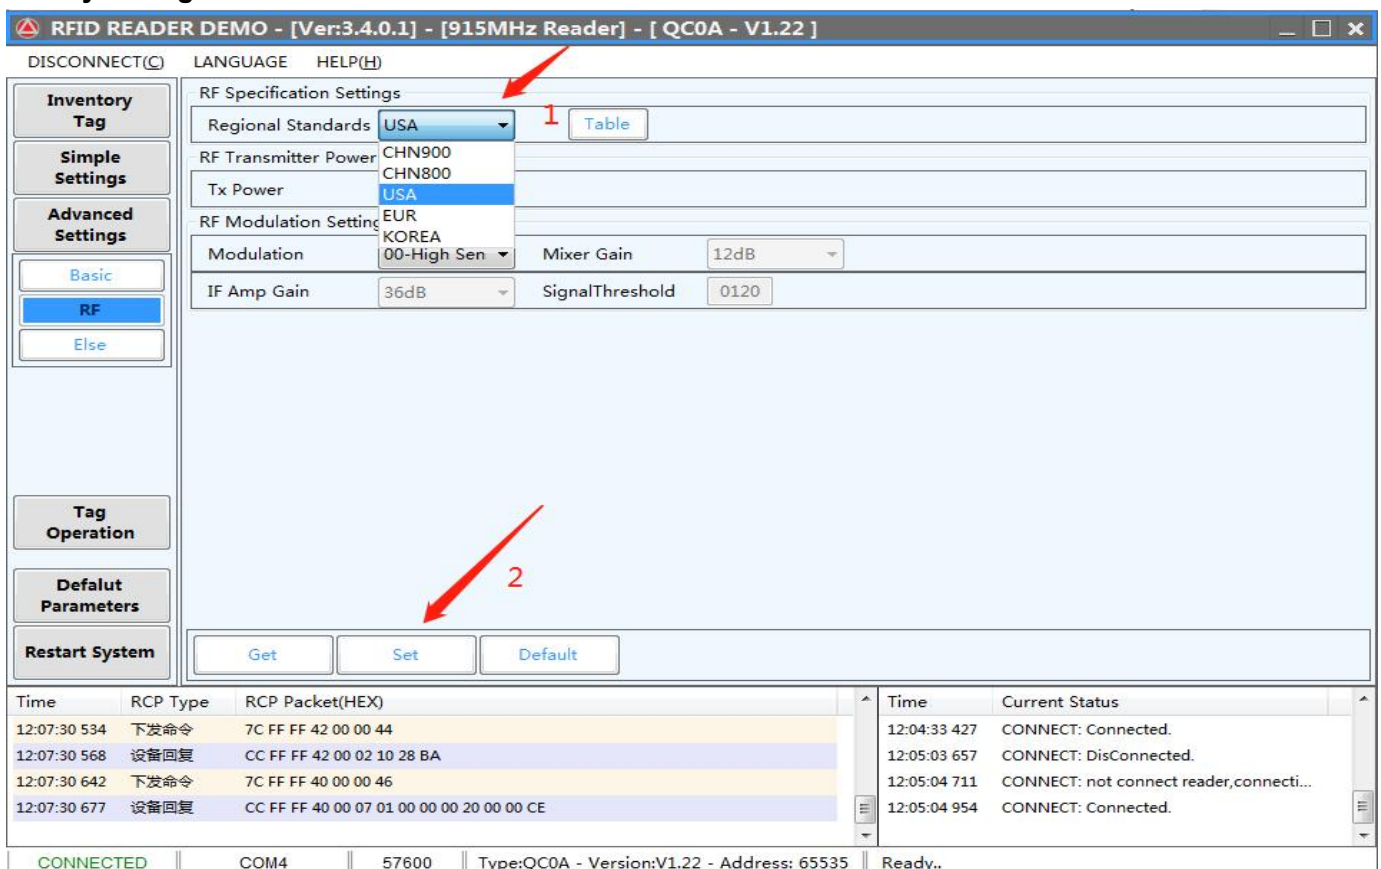 RFID READER DEMO - [Ver:3.4.0.1] - [915MHz Reader] - [ QC0A - V1.22 ]
DISCONNECT(C) LANGUAGE HELP(H)
Inventory
Tag
Simple
Settings
Advanced
Settings
Basic
RF
Else
Tag
Operation
Defalut
Parameters
Restart System
RF Specification Settings
Regional Standards USA 1 Table
CHN900
CHN800
USA
EUR
KOREA
RF Transmitter Power
Tx Power
RF Modulation Setting
Modulation 00-High Sen Mixer Gain 12dB
IF Amp Gain 36dB SignalThreshold 0120
2
Get Set Default
Time RCP Type RCP Packet(HEX)
12:07:30 534 下发命令 7C FF FF 42 00 00 44
12:07:30 568 设备回复 CC FF FF 42 00 02 10 28 BA
12:07:30 642 下发命令 7C FF FF 40 00 00 46
12:07:30 677 设备回复 CC FF FF 40 00 07 01 00 00 00 20 00 00 CE
Time Current Status
12:04:33 427 CONNECT: Connected.
12:05:03 657 CONNECT: DisConnected.
12:05:04 711 CONNECT: not connect reader,connecti...
12:05:04 954 CONNECT: Connected.
CONNECTED COM4 57600 Type:QC0A - Version:V1.22 - Address: 65535 Ready..